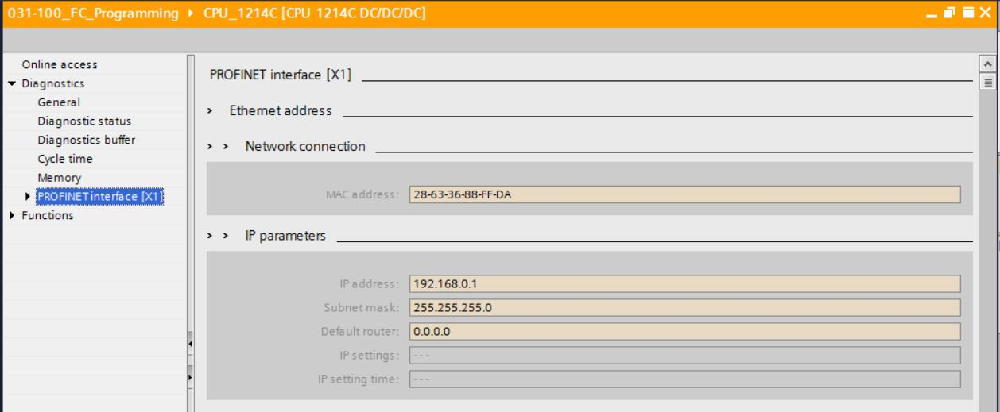 031-100_FC_Programming ▸ CPU_1214C [CPU 1214C DC/DC/DC]
Online access
Diagnostics
General
Diagnostic status
Diagnostics buffer
Cycle time
Memory
PROFINET interface [X1]
Functions
PROFINET interface [X1]
Ethernet address
Network connection
MAC address: 28-63-36-88-FF-DA
IP parameters
IP address: 192.168.0.1
Subnet mask: 255.255.255.0
Default router: 0.0.0.0
IP settings: ---
IP setting time: ---